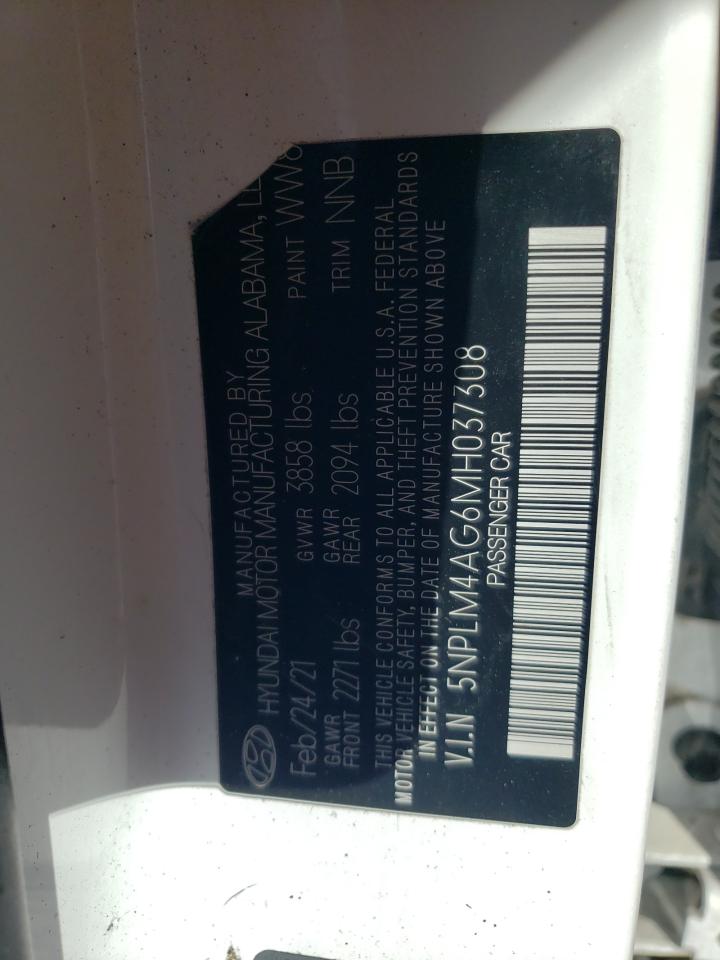 MANUFACTURED BY
HYUNDAI MOTOR MANUFACTURING ALABAMA,
Feb/24/21 GVWR 3858 lbs PAINT
GAWR FRONT 2271 lbs GAWR REAR 2094 lbs TRIM NNB
THIS VEHICLE CONFORMS TO ALL APPLICABLE U.S.A. FEDERAL
MOTOR VEHICLE SAFETY, BUMPER, AND THEFT PREVENTION STANDARDS
IN EFFECT ON THE DATE OF MANUFACTURE SHOWN ABOVE
V.I.N 5NPLM4AG6MH037308
PASSENGER CAR